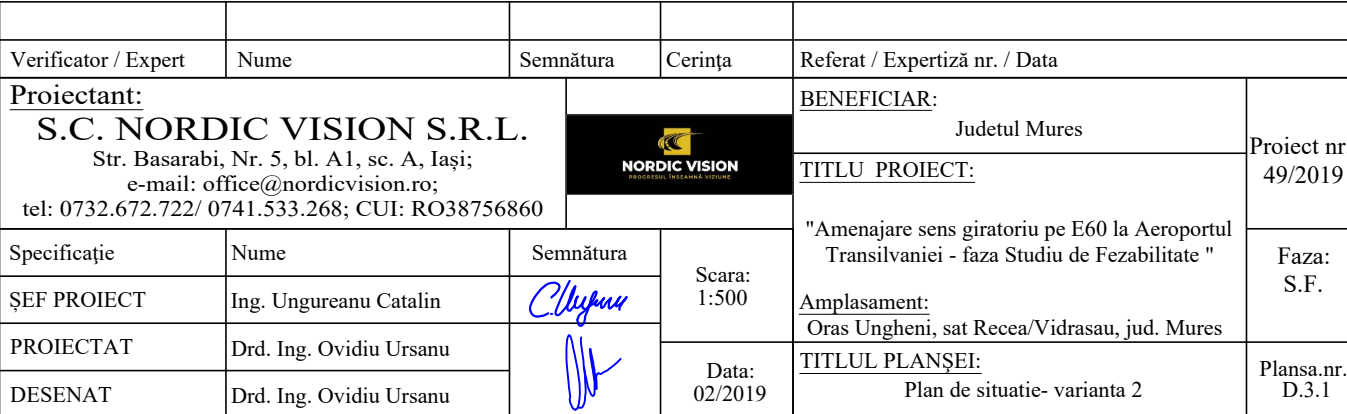 Verificator / Expert Nume Semnătura Cerinţa Referat / Expertiză nr. / Data
Proiectant:
S.C. NORDIC VISION S.R.L.
Str. Basarabi, Nr. 5, bl. A1, sc. A, Iași;
e-mail: office@nordicvision.ro;
tel: 0732.672.722/ 0741.533.268; CUI: RO38756860
NORDIC VISION
PROGRESUL ÎNSEAMNĂ VIZIUNE
BENEFICIAR:
Judetul Mures
Proiect nr.
49/2019
TITLU PROIECT:
"Amenajare sens giratoriu pe E60 la Aeroportul
Transilvaniei - faza Studiu de Fezabilitate "
Amplasament:
Oras Ungheni, sat Recea/Vidrasau, jud. Mures
Faza:
S.F.
Specificaţie Nume Semnătura
Scara:
1:500
ȘEF PROIECT Ing. Ungureanu Catalin
PROIECTAT Drd. Ing. Ovidiu Ursanu
DESENAT Drd. Ing. Ovidiu Ursanu
Data:
02/2019
TITLUL PLANȘEI:
Plan de situatie- varianta 2
Plansa.nr.
D.3.1